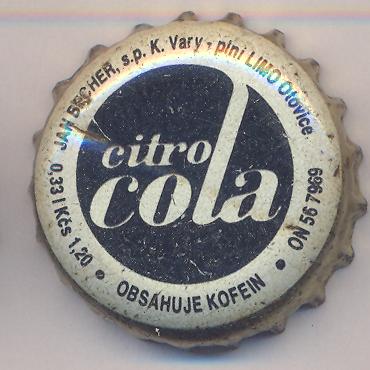 JAN BECHER, s.p. K. Vary - plní LIMO Otovice
citro
cola
0,33 l Kčs 1,20 • OBSAHUJE KOFEIN • ON 56 7969